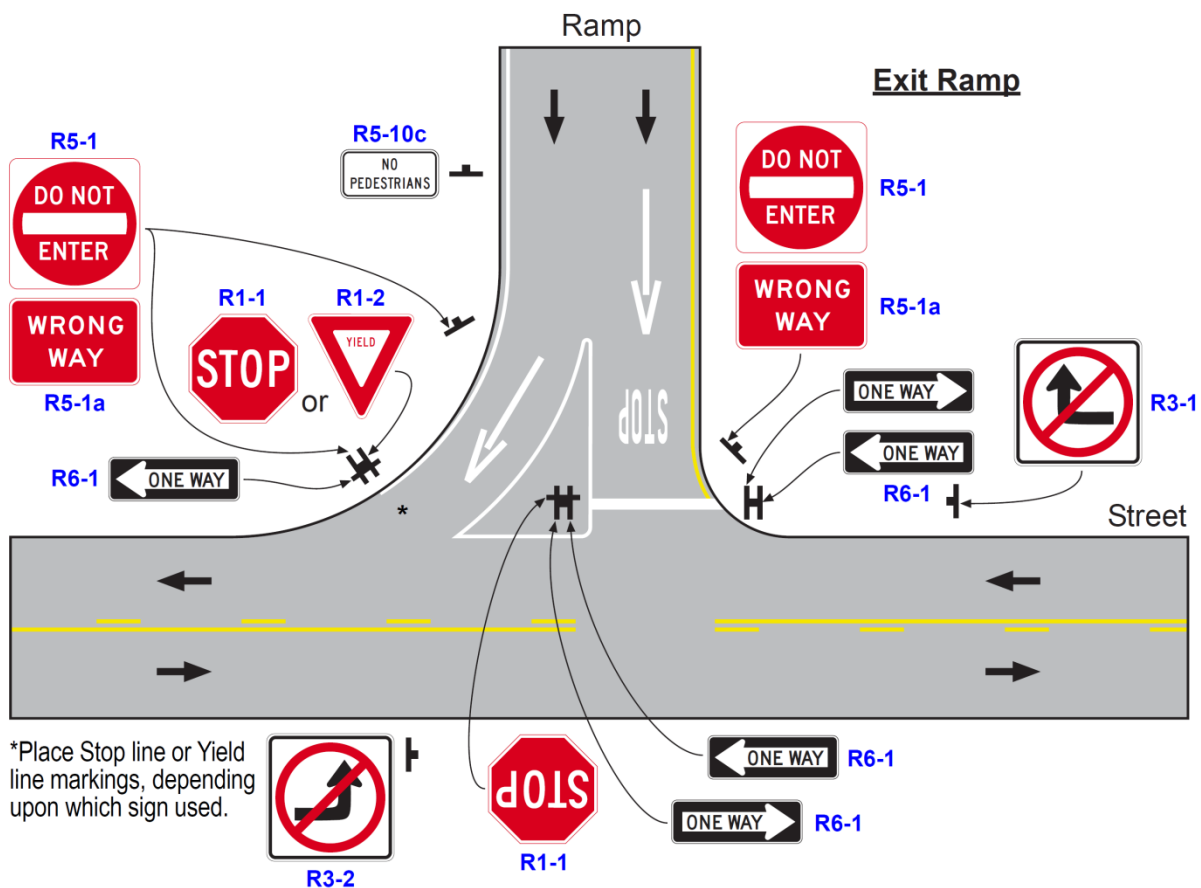 Ramp
Exit Ramp
R5-1
DO NOT
ENTER
WRONG
WAY
R5-1a
R5-10c
NO
PEDESTRIANS
R1-1
STOP
or
R1-2
YIELD
R6-1
ONE WAY
STOP
DO NOT
ENTER
R5-1
WRONG
WAY
R5-1a
ONE WAY
ONE WAY
R6-1
R3-1
Street
*
*Place Stop line or Yield
line markings, depending
upon which sign used.
R3-2
STOP
R1-1
ONE WAY
R6-1
ONE WAY
R6-1